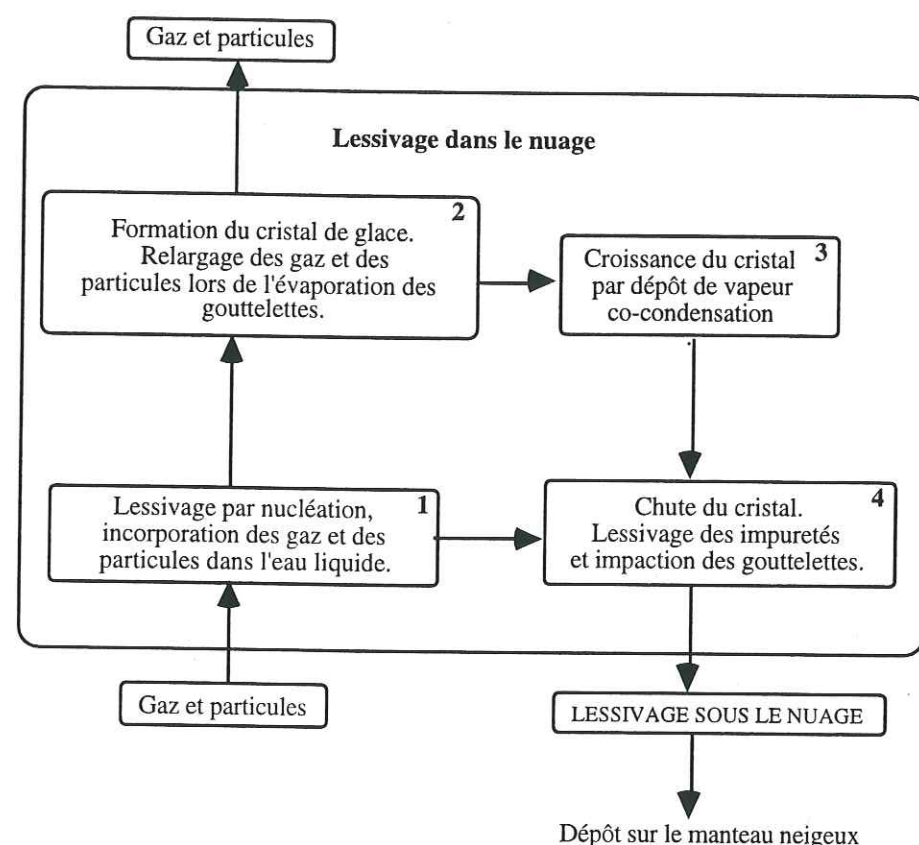 Gaz et particules
Lessivage dans le nuage
2
Formation du cristal de glace.
Relargage des gaz et des
particules lors de l'évaporation des
gouttelettes.
3
Croissance du cristal
par dépôt de vapeur
co-condensation
1
Lessivage par nucléation,
incorporation des gaz et des
particules dans l'eau liquide.
4
Chute du cristal.
Lessivage des impuretés
et impaction des gouttelettes.
Gaz et particules
LESSIVAGE SOUS LE NUAGE
Dépôt sur le manteau neigeux